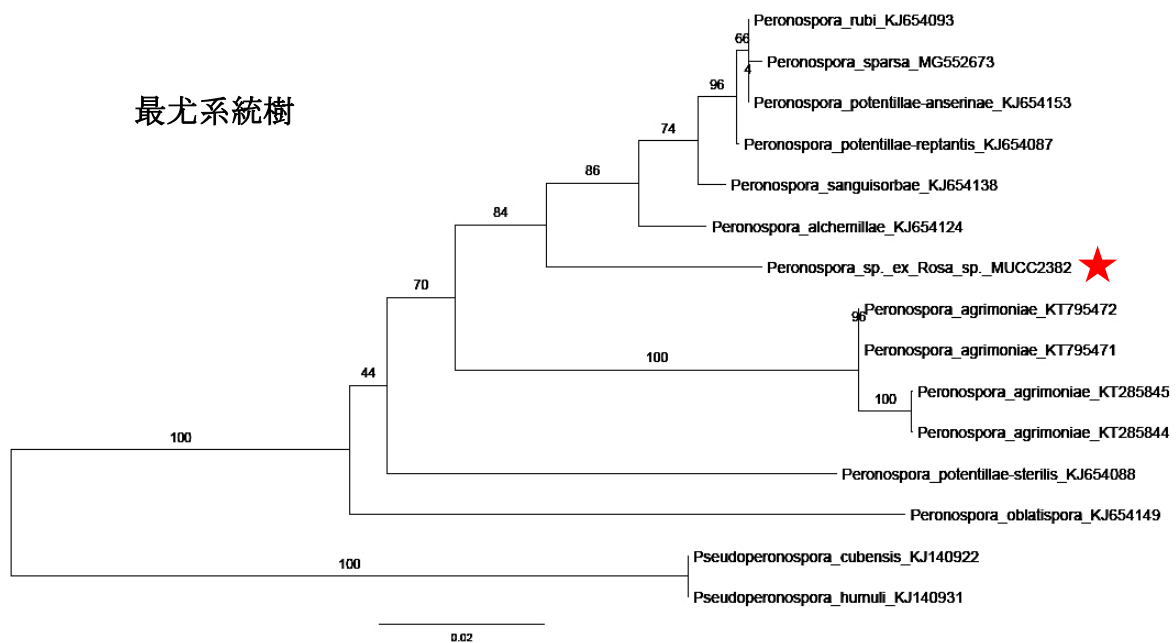 Peronospora_rubi_KJ654093
66
Peronospora_sparsa_MG552673
4
96
最尤系統樹
Peronospora_potentillae-anserinae_KJ654153
74
Peronospora_potentillae-reptantis_KJ654087
86
Peronospora_sanguisorbae_KJ654138
84
Peronospora_alchemillae_KJ654124
Peronospora_sp._ex_Rosa_sp._MUCC2382
70
Peronospora_agrimoniae_KT795472
96
Peronospora_agrimoniae_KT795471
100
44
Peronospora_agrimoniae_KT285845
100
Peronospora_agrimoniae_KT285844
100
Peronospora_potentillae-sterilis_KJ654088
Peronospora_oblatispora_KJ654149
Pseudoperonospora_cubensis_KJ140922
100
Pseudoperonospora_humuli_KJ140931
0.02